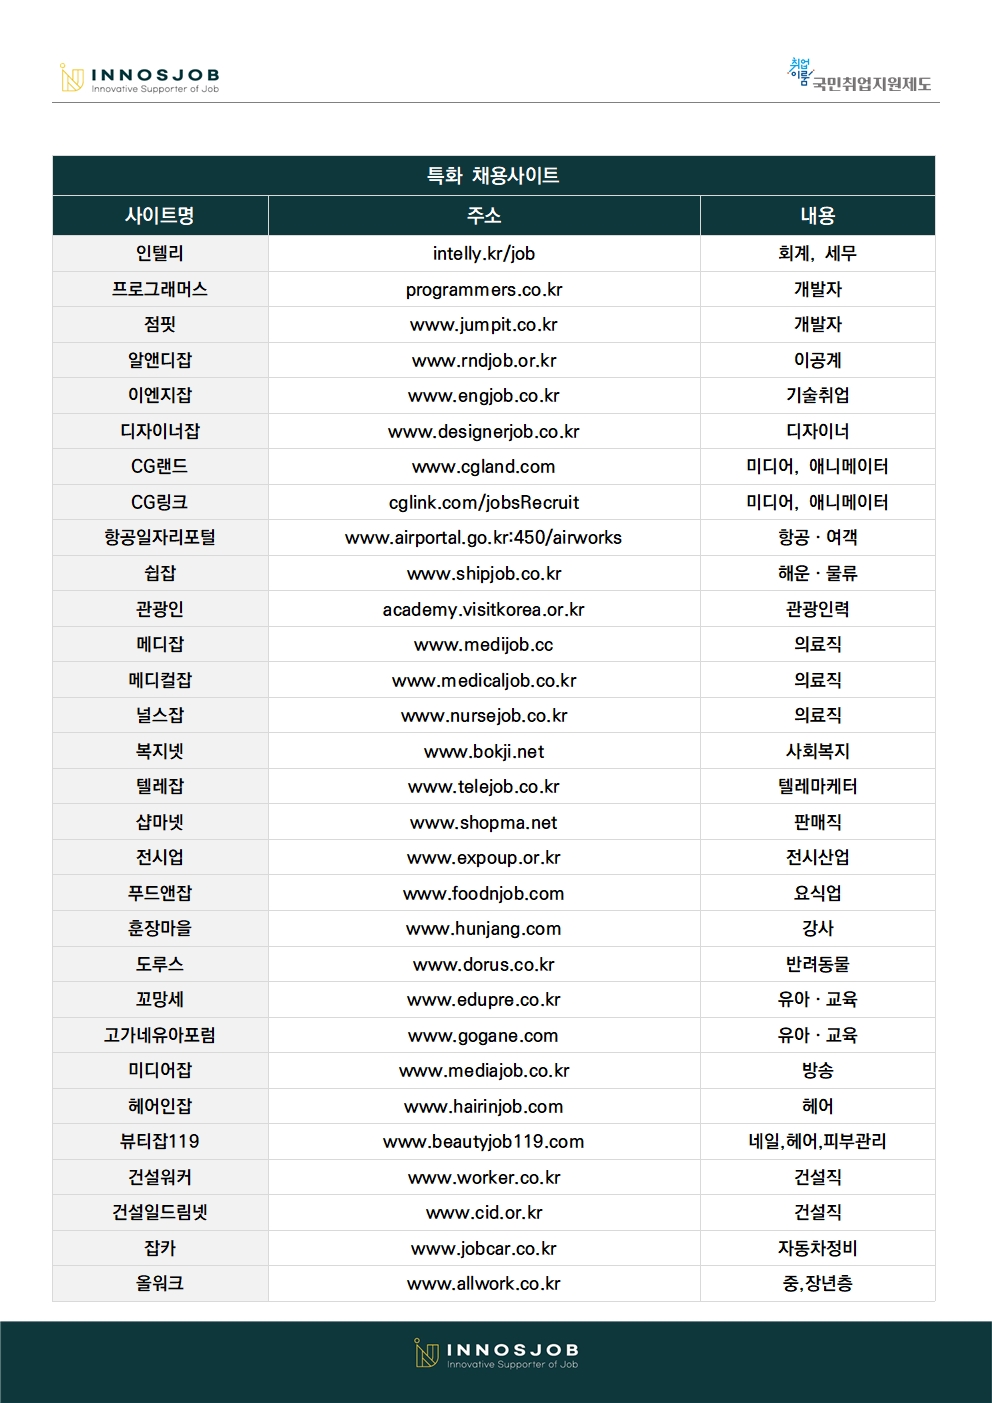 INNOSJOB
Innovative Supporter of Job
취업
이룸
국민취업지원제도
특화 채용사이트
사이트명 주소 내용
인텔리 intelly.kr/job 회계, 세무
프로그래머스 programmers.co.kr 개발자
점핏 www.jumpit.co.kr 개발자
알앤디잡 www.rndjob.or.kr 이공계
이엔지잡 www.engjob.co.kr 기술취업
디자이너잡 www.designerjob.co.kr 디자이너
CG랜드 www.cgland.com 미디어, 애니메이터
CG링크 cglink.com/jobsRecruit 미디어, 애니메이터
항공일자리포털 www.airportal.go.kr:450/airworks 항공·여객
쉽잡 www.shipjob.co.kr 해운·물류
관광인 academy.visitkorea.or.kr 관광인력
메디잡 www.medijob.cc 의료직
메디컬잡 www.medicaljob.co.kr 의료직
널스잡 www.nursejob.co.kr 의료직
복지넷 www.bokji.net 사회복지
텔레잡 www.telejob.co.kr 텔레마케터
샵마넷 www.shopma.net 판매직
전시업 www.expoup.or.kr 전시산업
푸드앤잡 www.foodnjob.com 요식업
훈장마을 www.hunjang.com 강사
도루스 www.dorus.co.kr 반려동물
꼬망세 www.edupre.co.kr 유아·교육
고가네유아포럼 www.gogane.com 유아·교육
미디어잡 www.mediajob.co.kr 방송
헤어인잡 www.hairinjob.com 헤어
뷰티잡119 www.beautyjob119.com 네일,헤어,피부관리
건설워커 www.worker.co.kr 건설직
건설일드림넷 www.cid.or.kr 건설직
잡카 www.jobcar.co.kr 자동차정비
올워크 www.allwork.co.kr 중,장년층
INNOSJOB
Innovative Supporter of Job